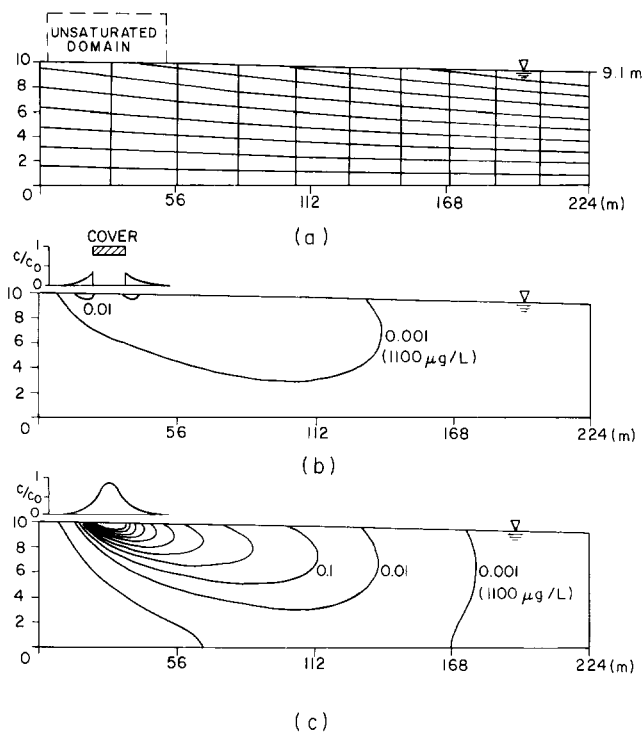 UNSATURATED
DOMAIN
10
8
6
4
2
0
9.1 m
56
112
168
224 (m)
(a)
COVER
1
c/c₀
0
10
8
6
4
2
0
0.01
0.001
(1100 µg/L)
56
112
168
224 (m)
(b)
1
c/c₀
0
10
8
6
4
2
0
0.1
0.01
0.001
(1100 µg/L)
56
112
168
224 (m)
(c)